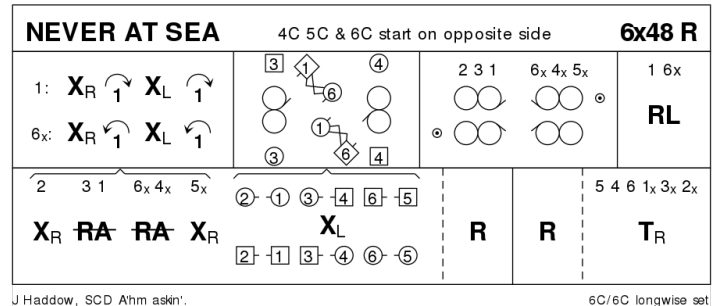 NEVER AT SEA 4C 5C & 6C start on opposite side 6x48 R
1: XR 1 XL 1
6x: XR 1 XL 1
3 1 4
6
1
3 6 4
2 3 1 6x 4x 5x
1 6x
RL
2 3 1 6x 4x 5x
XR RA RA XR
2 1 3 4 6 5
XL
2 1 3 4 6 5
R R
5 4 6 1x 3x 2x
TR
J Haddow, SCD A'hm askin'. 6C/6C longwise set